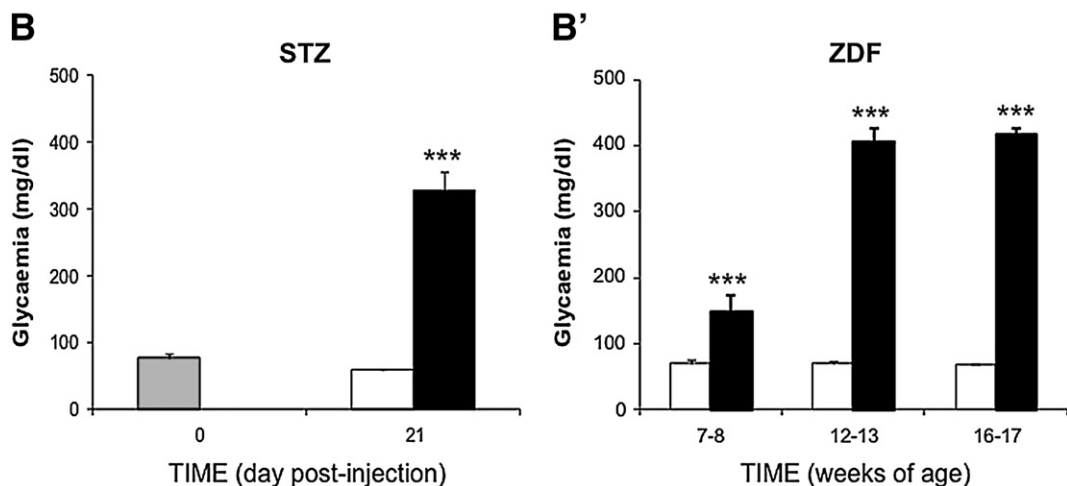 B
STZ
500
400
300
200
100
0
Glycaemia (mg/dl)
***
0 21
TIME (day post-injection)
B'
ZDF
500
400
300
200
100
0
Glycaemia (mg/dl)
***
***
***
7-8 12-13 16-17
TIME (weeks of age)